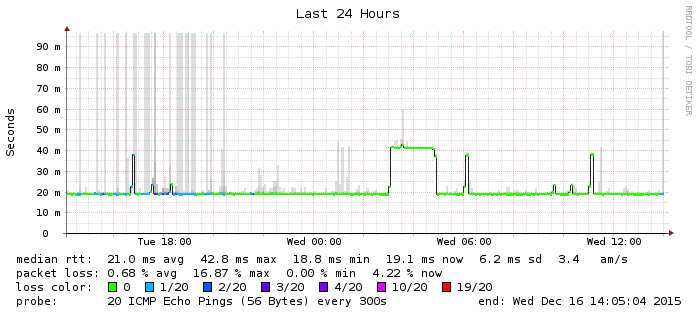 Last 24 Hours
RRDTOOL / TOBI OETIKER
Seconds
90 m
80 m
70 m
60 m
50 m
40 m
30 m
20 m
10 m
0
Tue 18:00 Wed 00:00 Wed 06:00 Wed 12:00
median rtt: 21.0 ms avg 42.8 ms max 18.8 ms min 19.1 ms now 6.2 ms sd 3.4 am/s
packet loss: 0.68 % avg 16.87 % max 0.00 % min 4.22 % now
loss color: 0 1/20 2/20 3/20 4/20 10/20 19/20
probe: 20 ICMP Echo Pings (56 Bytes) every 300s end: Wed Dec 16 14:05:04 2015